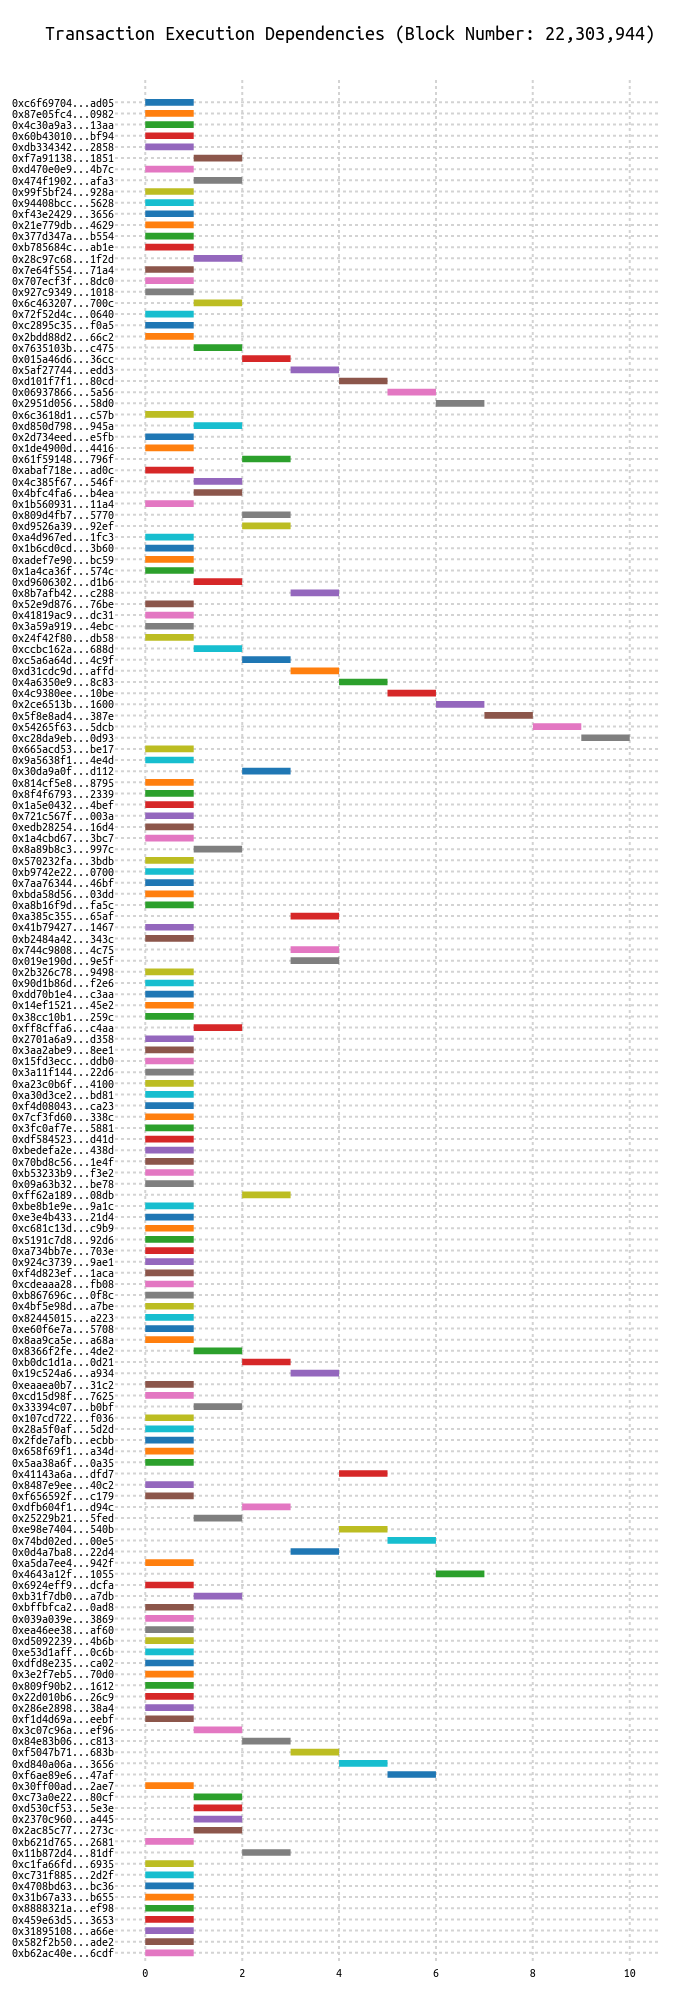 Transaction Execution Dependencies (Block Number: 22,303,944)
0xc6f69704...ad05
0x87e05fc4...0982
0x4c30a9a3...13aa
0x60b43010...bf94
0xdb334342...2858
0xf7a91138...1851
0xd470e0e9...4b7c
0x474f1902...afa3
0x99f5bf24...928a
0x94408bcc...5628
0xf43e2429...3656
0x21e779db...4629
0x377d347a...b554
0xb785684c...ab1e
0x28c97c68...1f2d
0x7e64f554...71a4
0x707ecf3f...8dc0
0x927c9349...1018
0x6c463207...700c
0x72f52d4c...0640
0xc2895c35...f0a5
0x2bdd88d2...66c2
0x7635103b...c475
0x015a46d6...36cc
0x5af27744...edd3
0xd101f7f1...80cd
0x06937866...5a56
0x2951d056...58d0
0x6c3618d1...c57b
0xd850d798...945a
0x2d734eed...e5fb
0x1de4900d...4416
0x61f59148...796f
0xabaf718e...ad0c
0x4c385f67...546f
0x4bfc4fa6...b4ea
0x1b560931...11a4
0x809d4fb7...5770
0xd9526a39...92ef
0xa4d967ed...1fc3
0x1b6cd0cd...3b60
0xadef7e90...bc59
0x1a4ca36f...574c
0xd9606302...d1b6
0x8b7afb42...c288
0x52e9d876...76be
0x41819ac9...dc31
0x3a59a919...4ebc
0x24f42f80...db58
0xccbc162a...688d
0xc5a6a64d...4c9f
0xd31cdc9d...affd
0x4a6350e9...8c83
0x4c9380ee...10be
0x2ce6513b...1600
0x5f8e8ad4...387e
0x54265f63...5dcb
0xc28da9eb...0d93
0x665acd53...be17
0x9a5638f1...4e4d
0x30da9a0f...d112
0x814cf5e8...8795
0x8f4f6793...2339
0x1a5e0432...4bef
0x721c567f...003a
0xedb28254...16d4
0x1a4cbd67...3bc7
0x8a89b8c3...997c
0x570232fa...3bdb
0xb9742e22...0700
0x7aa76344...46bf
0xbda58d56...03dd
0xa8b16f9d...fa5c
0xa385c355...65af
0x41b79427...1467
0xb2484a42...343c
0x744c9808...4c75
0x019e190d...9e5f
0x2b326c78...9498
0x90d1b86d...f2e6
0xdd70b1e4...c3aa
0x14ef1521...45e2
0x38cc10b1...259c
0xff8cffa6...c4aa
0x2701a6a9...d358
0x3aa2abe9...8ee1
0x15fd3ecc...ddb0
0x3a11f144...22d6
0xa23c0b6f...4100
0xa30d3ce2...bd81
0xf4d08043...ca23
0x7cf3fd60...338c
0x3fc0af7e...5881
0xdf584523...d41d
0xbedefa2e...438d
0x70bd8c56...1e4f
0xb53233b9...f3e2
0x09a63b32...be78
0xff62a189...08db
0xbe8b1e9e...9a1c
0xe3e4b433...21d4
0xc681c13d...c9b9
0x5191c7d8...92d6
0xa734bb7e...703e
0x924c3739...9ae1
0xf4d823ef...1aca
0xcdeaaa28...fb08
0xb867696c...0f8c
0x4bf5e98d...a7be
0x82445015...a223
0xe60f6e7a...5708
0x8aa9ca5e...a68a
0x8366f2fe...4de2
0xb0dc1d1a...0d21
0x19c524a6...a934
0xeaaea0b7...31c2
0xcd15d98f...7625
0x33394c07...b0bf
0x107cd722...f036
0x28a5f0af...5d2d
0x2fde7afb...ecbb
0x658f69f1...a34d
0x5aa38a6f...0a35
0x41143a6a...dfd7
0x8487e9ee...40c2
0xf656592f...c179
0xdfb604f1...d94c
0x25229b21...5fed
0xe98e7404...540b
0x74bd02ed...00e5
0x0d4a7ba8...22d4
0xa5da7ee4...942f
0x4643a12f...1055
0x6924eff9...dcfa
0xb31f7db0...a7db
0xbffbfca2...0ad8
0x039a039e...3869
0xea46ee38...af60
0xd5092239...4b6b
0xe53d1aff...0c6b
0xdfd8e235...ca02
0x3e2f7eb5...70d0
0x809f90b2...1612
0x22d010b6...26c9
0x286e2898...38a4
0xf1d4d69a...eebf
0x3c07c96a...ef96
0x84e83b06...c813
0xf5047b71...683b
0xd840a06a...3656
0xf6ae89e6...47af
0x30ff00ad...2ae7
0xc73a0e22...80cf
0xd530cf53...5e3e
0x2370c960...a445
0x2ac85c77...273c
0xb621d765...2681
0x11b872d4...81df
0xc1fa66fd...6935
0xc731f885...2d2f
0x4708bd63...bc36
0x31b67a33...b655
0x8888321a...ef98
0x459e63d5...3653
0x31895108...a66e
0x582f2b50...ade2
0xb62ac40e...6cdf
0 2 4 6 8 10